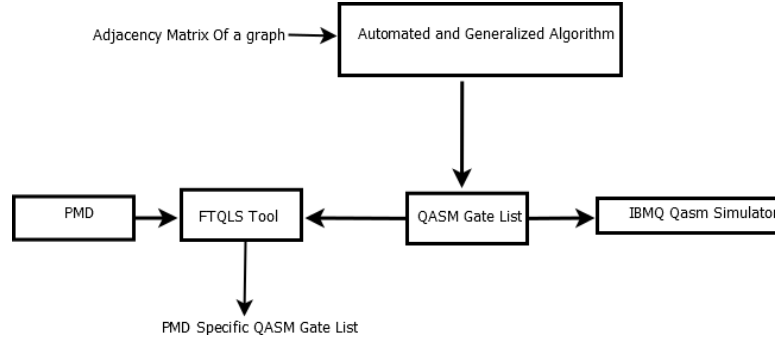 Adjacency Matrix Of a graph
Automated and Generalized Algorithm
PMD
FTQLS Tool
QASM Gate List
IBMQ Qasm Simulator
PMD Specific QASM Gate List